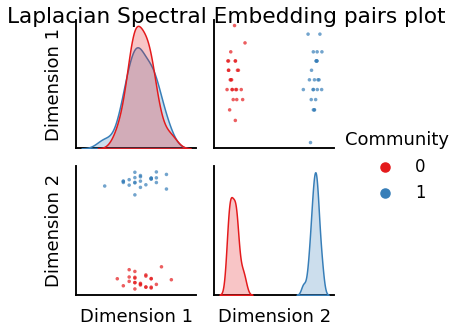 Laplacian Spectral Embedding pairs plot
Dimension 1
Community
0
1
Dimension 2
Dimension 1
Dimension 2